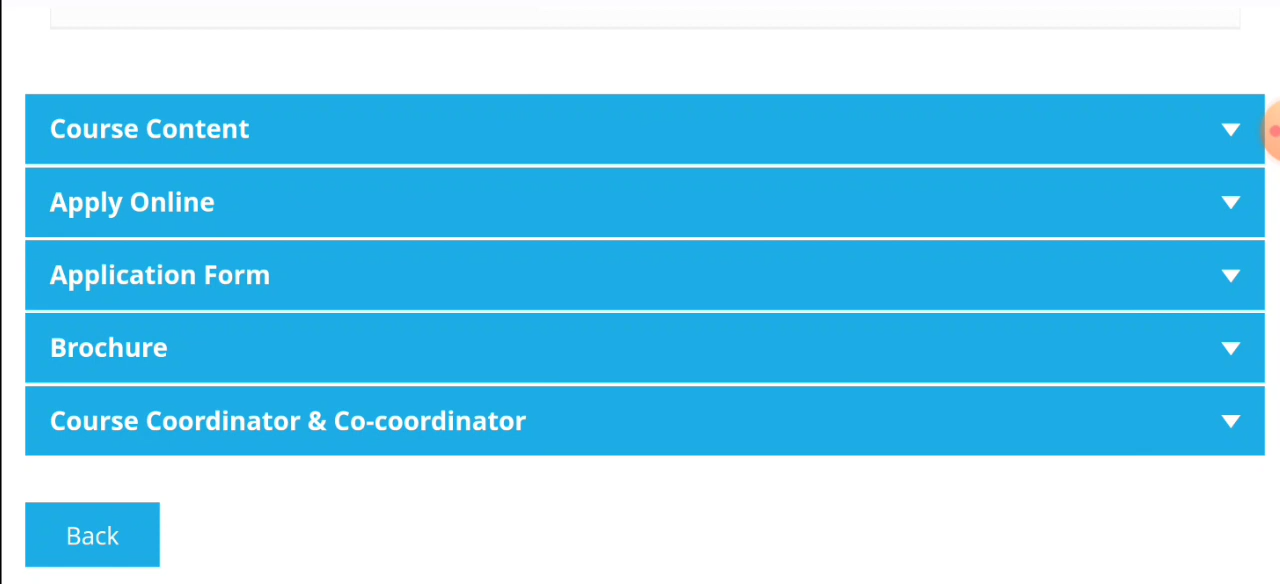 Course Content
Apply Online
Application Form
Brochure
Course Coordinator & Co-coordinator
Back